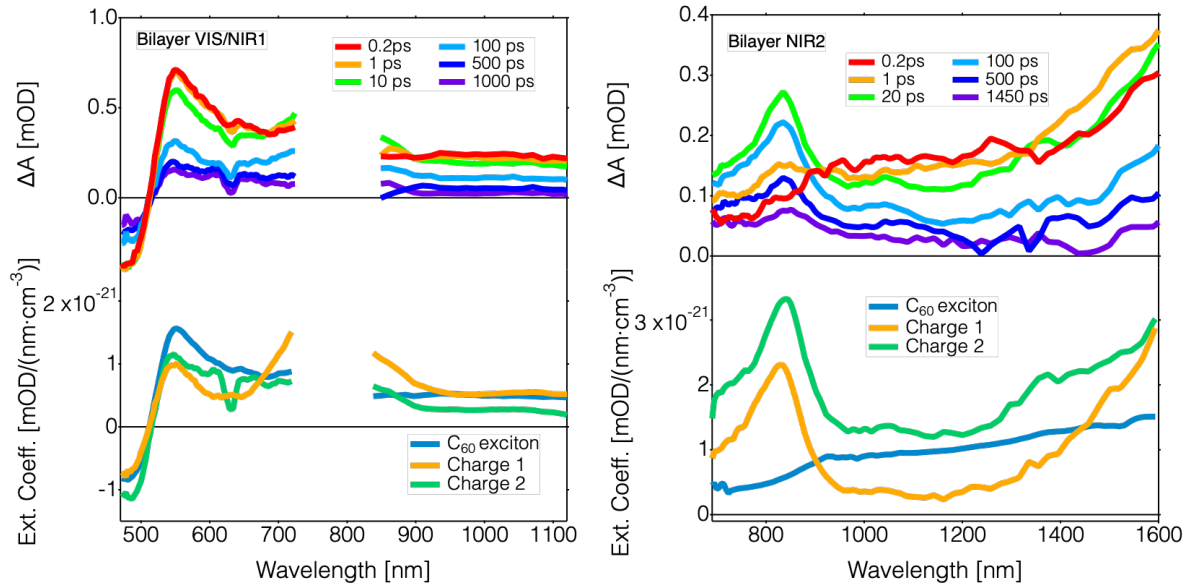 Bilayer VIS/NIR1
0.2ps
1 ps
10 ps
100 ps
500 ps
1000 ps
ΔA [mOD]
1.0
0.5
0.0
Ext. Coeff. [mOD/(nm·cm⁻³)]
2 x10⁻²¹
1
0
-1
C₆₀ exciton
Charge 1
Charge 2
500 600 700 800 900 1000 1100
Wavelength [nm]
Bilayer NIR2
0.2ps
1 ps
20 ps
100 ps
500 ps
1450 ps
ΔA [mOD]
0.4
0.3
0.2
0.1
0.0
Ext. Coeff. [mOD/(nm·cm⁻³)]
3 x10⁻²¹
2
1
0
C₆₀ exciton
Charge 1
Charge 2
800 1000 1200 1400 1600
Wavelength [nm]